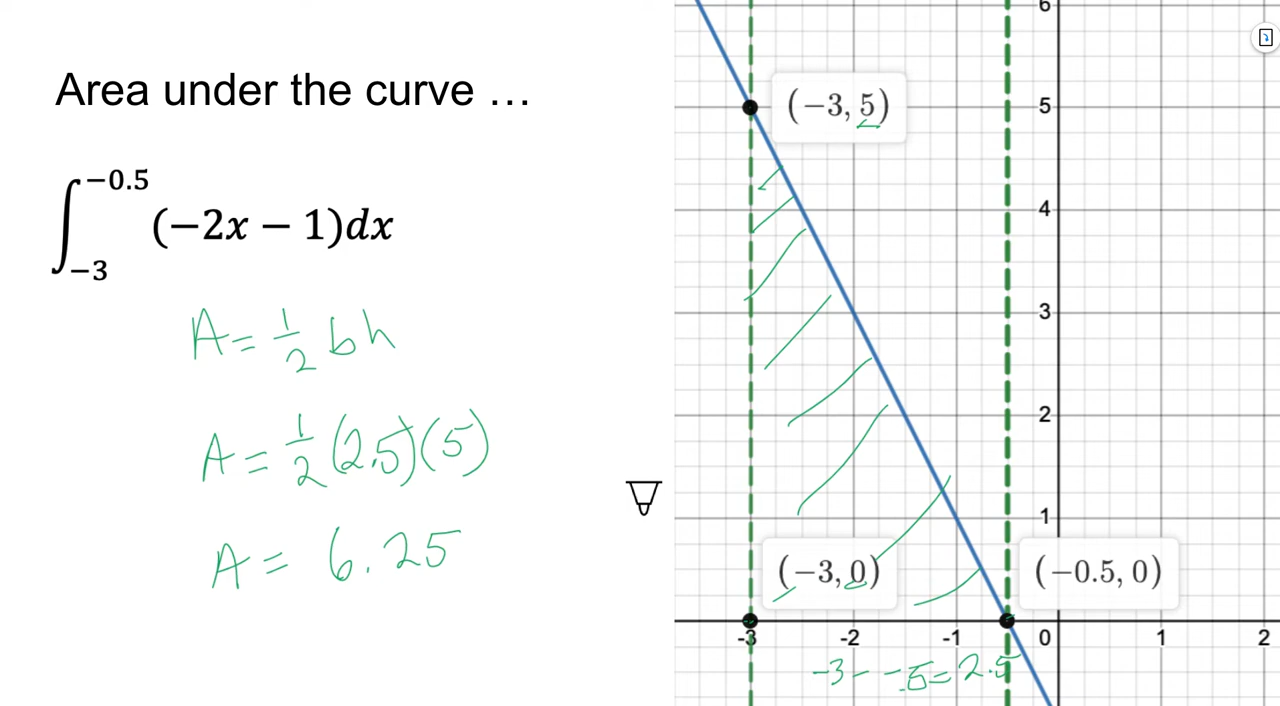 Area under the curve …
∫_{−3}^{−0.5} (−2x − 1)dx
A = 1/2 bh
A = 1/2 (2.5)(5)
A = 6.25
6
(−3, 5)
5
4
3
2
1
(−3, 0)
(−0.5, 0)
-3 -2 -1 0 1 2
-3 - -.5 = 2.5